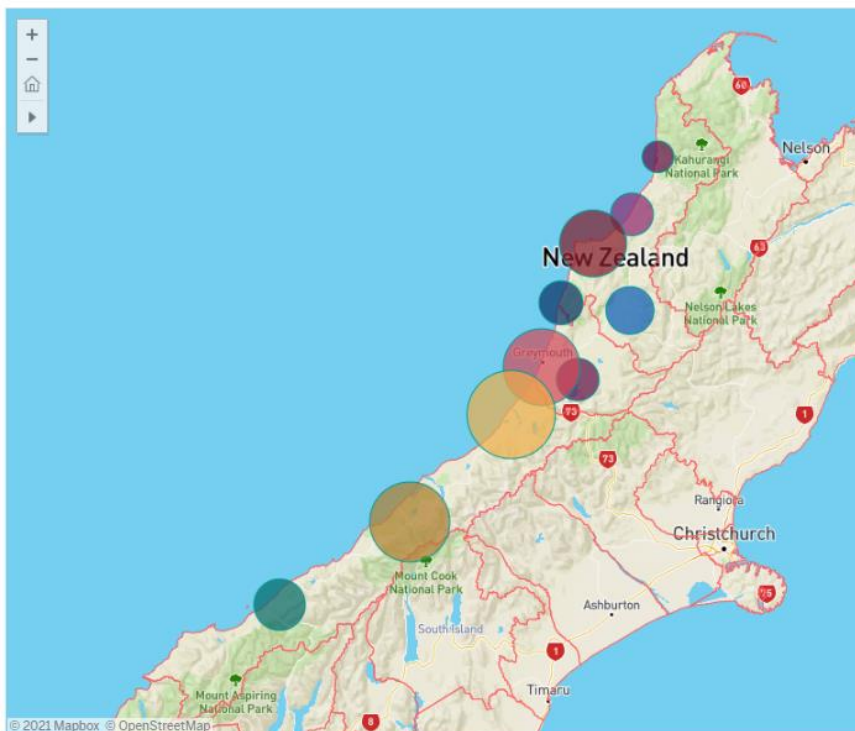 +
−
60
Nelson
Kahurangi
National Park
63
New Zealand
Nelson Lakes
National Park
Greymouth
73
1
73
Rangiora
Christchurch
Mount Cook
National Park
75
Ashburton
South Island
1
Mount Aspiring
National Park
Timaru
8
© 2021 Mapbox © OpenStreetMap